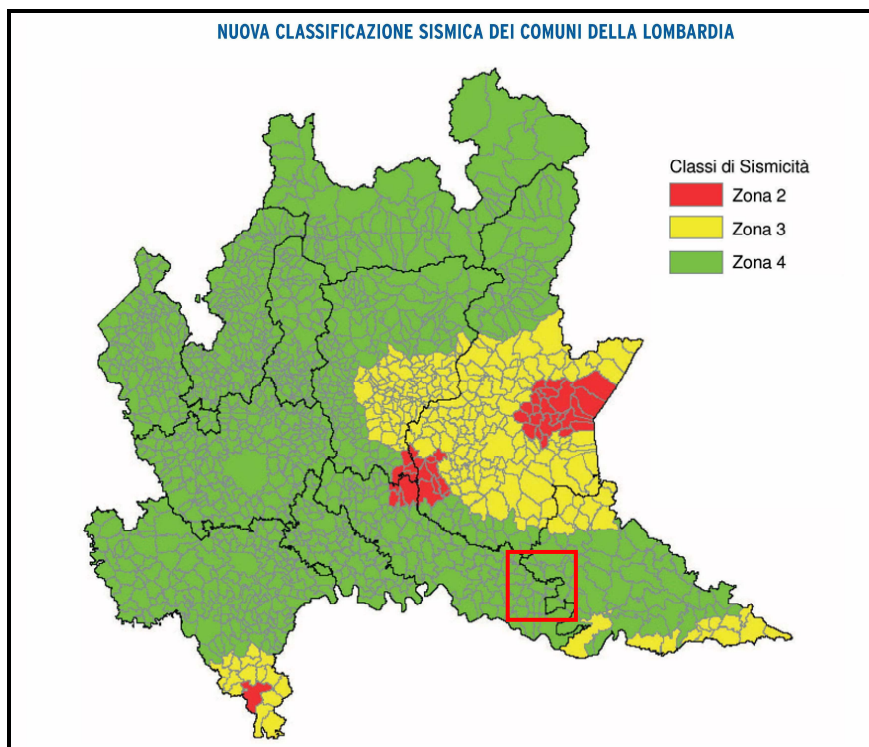 NUOVA CLASSIFICAZIONE SISMICA DEI COMUNI DELLA LOMBARDIA
Classi di Sismicità
Zona 2
Zona 3
Zona 4